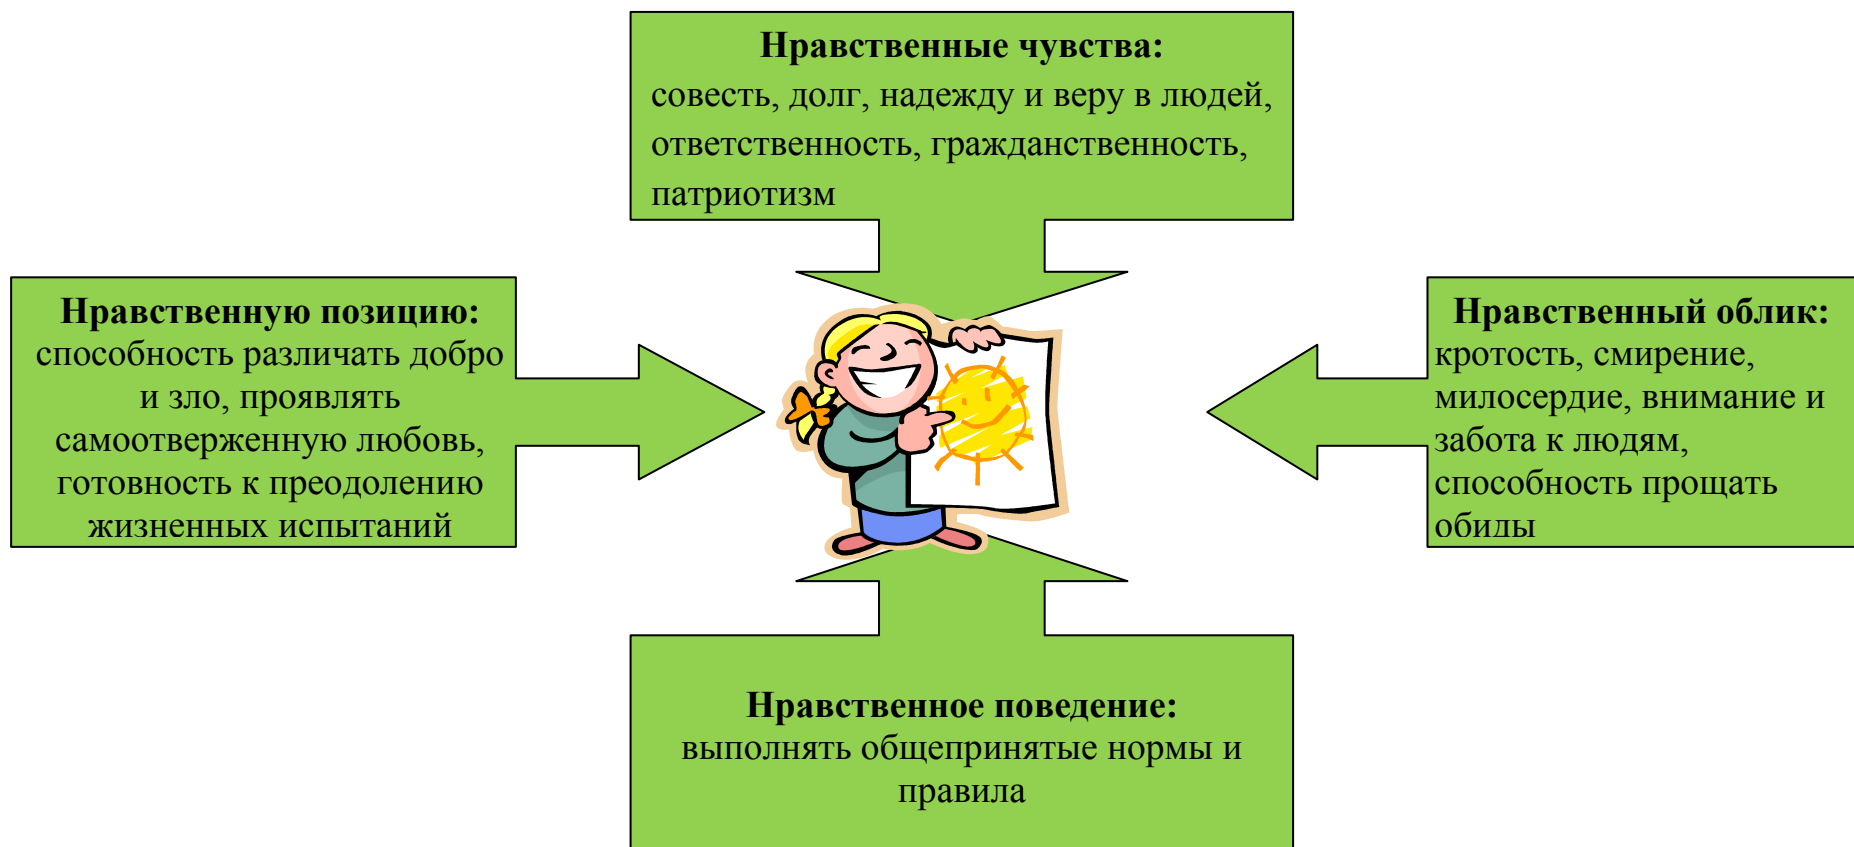 Нравственные чувства:
совесть, долг, надежду и веру в людей,
ответственность, гражданственность,
патриотизм
Нравственную позицию:
способность различать добро
и зло, проявлять
самоотверженную любовь,
готовность к преодолению
жизненных испытаний
Нравственный облик:
кротость, смирение,
милосердие, внимание и
забота к людям,
способность прощать
обиды
Нравственное поведение:
выполнять общепринятые нормы и
правила